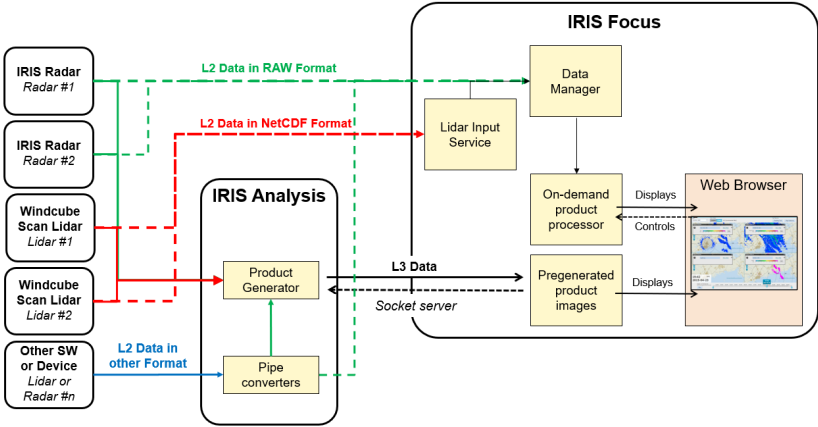 IRIS Focus
IRIS Radar
Radar #1
L2 Data in RAW Format
Data
Manager
IRIS Radar
Radar #2
L2 Data in NetCDF Format
Lidar Input
Service
Windcube
Scan Lidar
Lidar #1
IRIS Analysis
On-demand
product
processor
Displays
Controls
Web Browser
Windcube
Scan Lidar
Lidar #2
Product
Generator
L3 Data
Socket server
Pregenerated
product
images
Displays
Other SW
or Device
Lidar or
Radar #n
L2 Data in
other Format
Pipe
converters